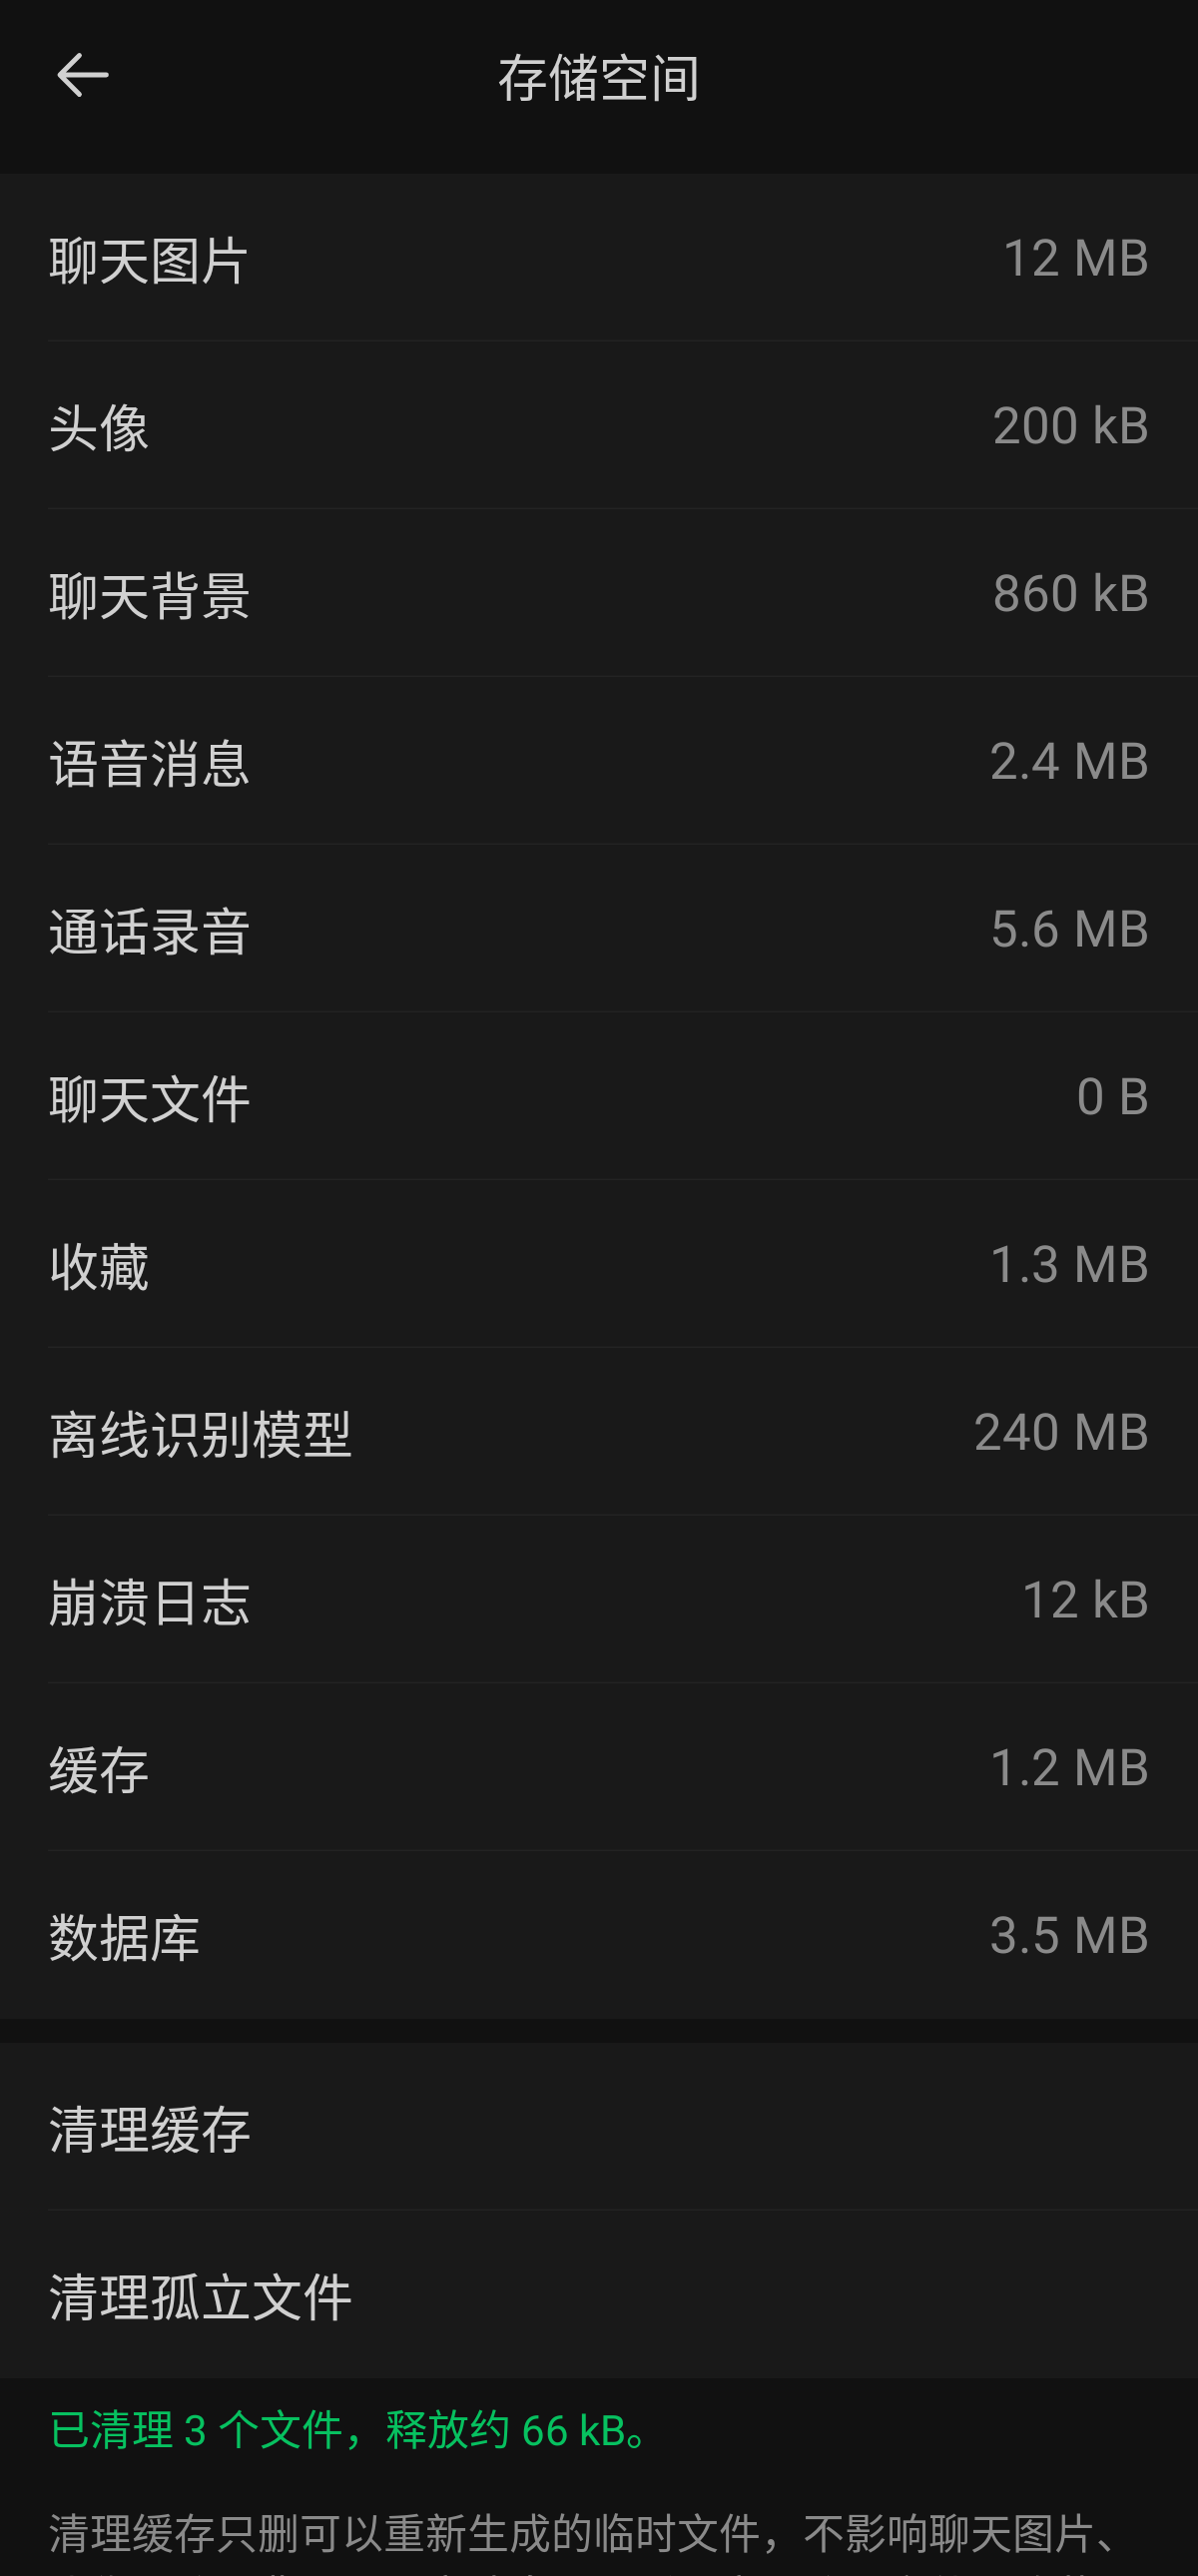 存储空间
聊天图片 12 MB
头像 200 kB
聊天背景 860 kB
语音消息 2.4 MB
通话录音 5.6 MB
聊天文件 0 B
收藏 1.3 MB
离线识别模型 240 MB
崩溃日志 12 kB
缓存 1.2 MB
数据库 3.5 MB
清理缓存
清理孤立文件
已清理 3 个文件，释放约 66 kB。
清理缓存只删可以重新生成的临时文件，不影响聊天图片、